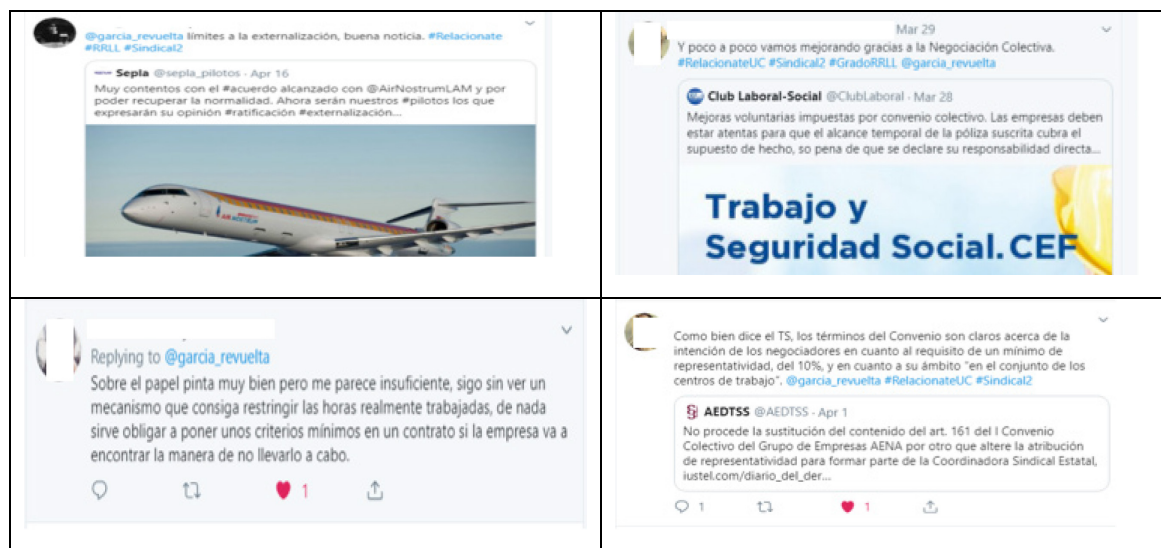 @garcia_revuelta límites a la externalización, buena noticia. #Relacionate
#RRLL #Sindical2
Sepla @sepla_pilotos · Apr 16
Muy contentos con el #acuerdo alcanzado con @AirNostrumLAM y por
poder recuperar la normalidad. Ahora serán nuestros #pilotos los que
expresarán su opinión #ratificación #externalización...
AIR NOSTRUM
Mar 29
Y poco a poco vamos mejorando gracias a la Negociación Colectiva.
#RelacionateUC #Sindical2 #GradoRRLL @garcia_revuelta
Club Laboral-Social @ClubLaboral · Mar 28
Mejoras voluntarias impuestas por convenio colectivo. Las empresas deben
estar atentas para que el alcance temporal de la póliza suscrita cubra el
supuesto de hecho, so pena de que se declare su responsabilidad directa...
Trabajo y
Seguridad Social. CEF
Replying to @garcia_revuelta
Sobre el papel pinta muy bien pero me parece insuficiente, sigo sin ver un
mecanismo que consiga restringir las horas realmente trabajadas, de nada
sirve obligar a poner unos criterios mínimos en un contrato si la empresa va a
encontrar la manera de no llevarlo a cabo.
1
Como bien dice el TS, los términos del Convenio son claros acerca de la
intención de los negociadores en cuanto al requisito de un mínimo de
representatividad, del 10%, y en cuanto a su ámbito "en el conjunto de los
centros de trabajo". @garcia_revuelta #RelacionateUC #Sindical2
AEDTSS @AEDTSS · Apr 1
No procede la sustitución del contenido del art. 161 del I Convenio
Colectivo del Grupo de Empresas AENA por otro que altere la atribución
de representatividad para formar parte de la Coordinadora Sindical Estatal,
iustel.com/diario_del_der...
1 1